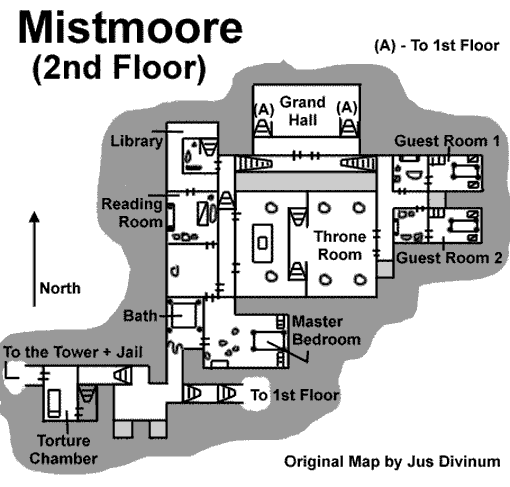 Mistmoore
(2nd Floor)
(A) - To 1st Floor
(A)
Grand
Hall
(A)
Library
Guest Room 1
Reading
Room
Throne
Room
Guest Room 2
North
Bath
Master
Bedroom
To the Tower + Jail
To 1st Floor
Torture
Chamber
Original Map by Jus Divinum